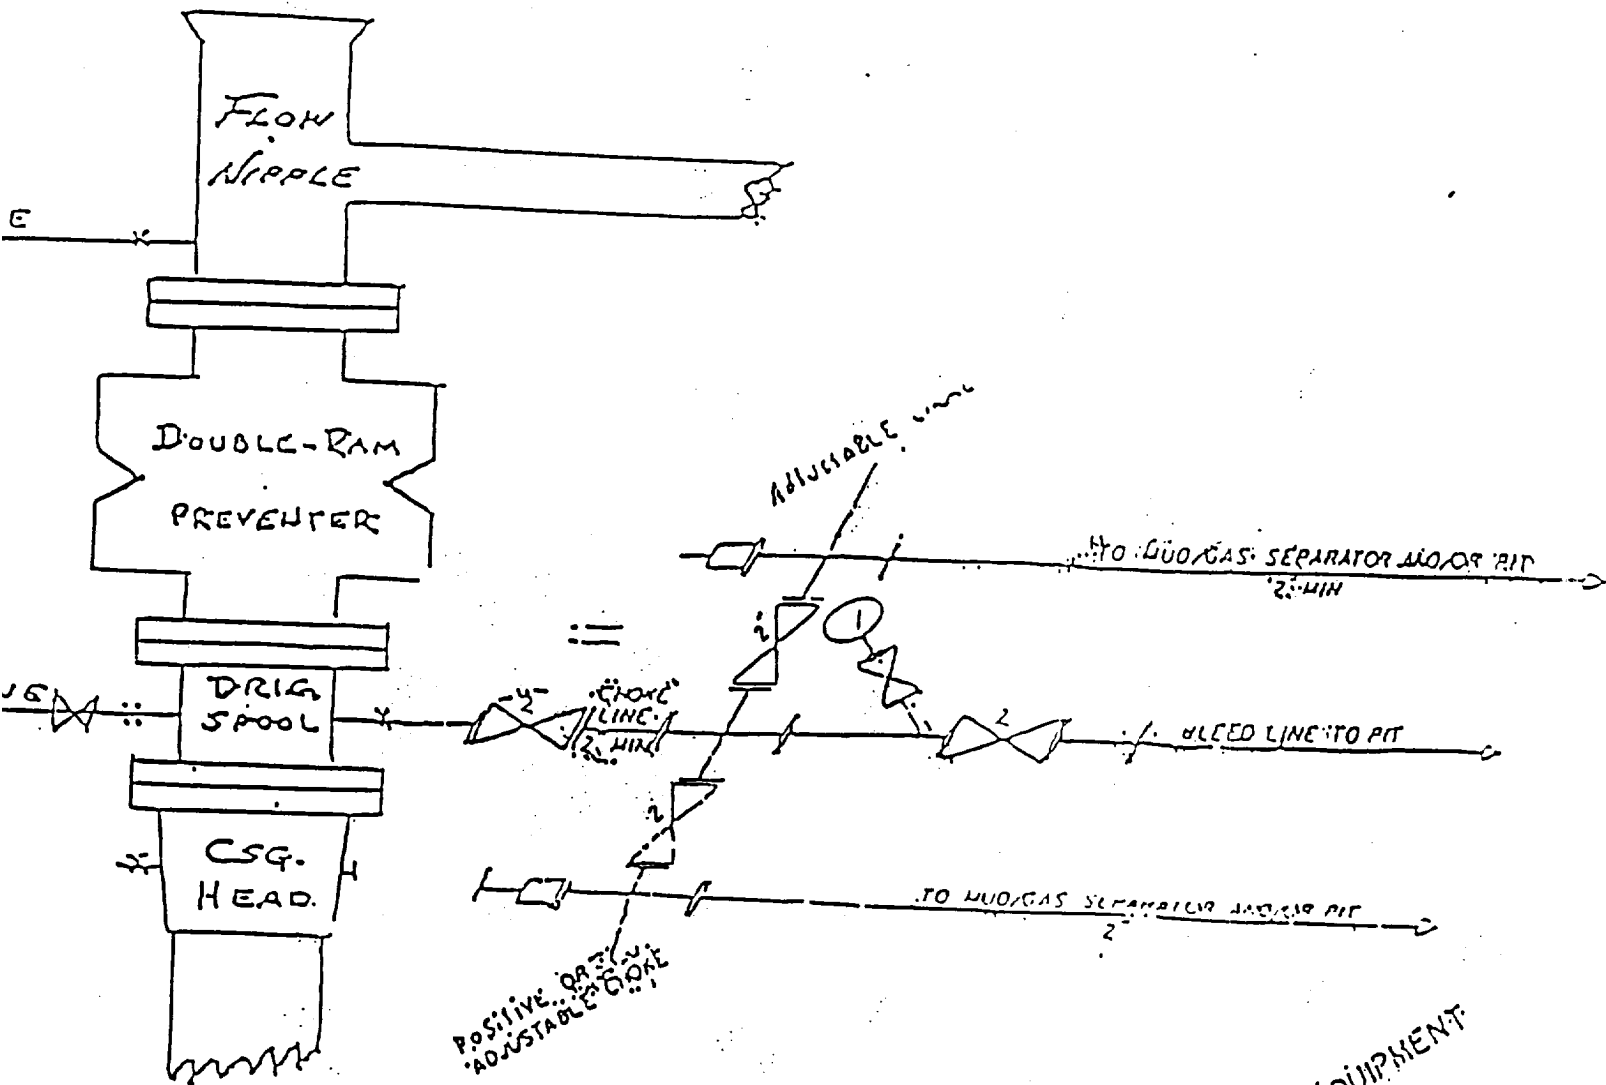 FLOW
NIPPLE
E
DOUBLE-RAM
PREVENTER
ADJUSTABLE
TO MUD/GAS SEPARATOR AND/OR PIT
2" MIN
2"
1
DRLG
SPOOL
2
CHOKE
LINE
2" MIN
2
BLEED LINE TO PIT
2
CSG.
HEAD.
TO MUD/GAS SEPARATOR AND/OR PIT
2"
POSITIVE OR
ADJUSTABLE CHOKE